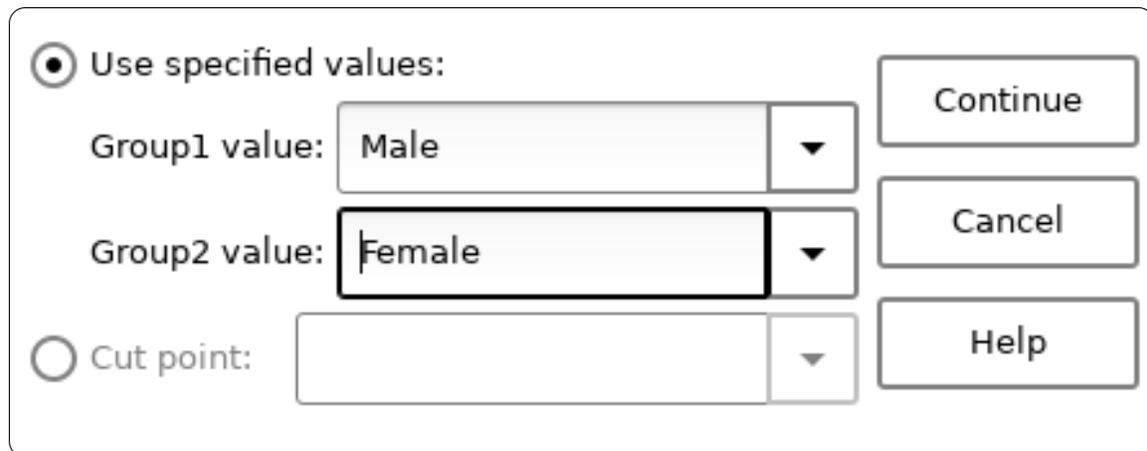 Use specified values:
Group1 value: Male
Group2 value: Female
Cut point:
Continue
Cancel
Help